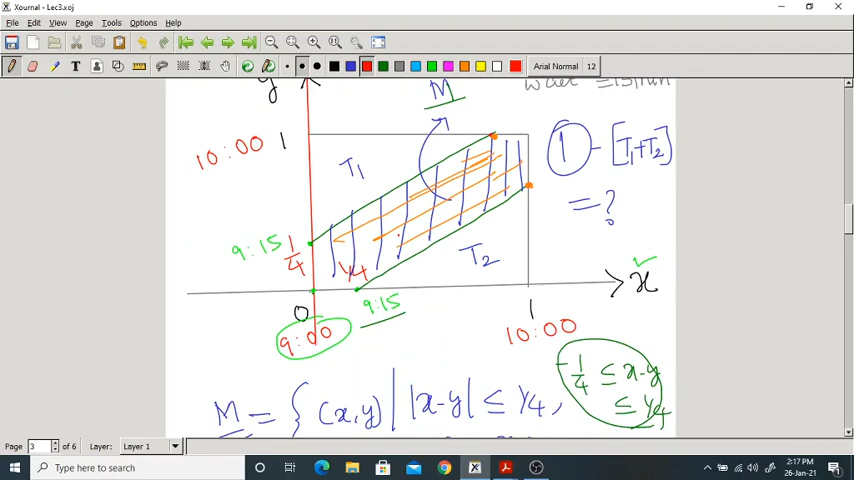 Xournal - Lec3.xoj
File Edit View Page Tools Options Help
Arial Normal 12
y
M
wait = 15min
10:00 1
T1
1 - [T1+T2]
= ?
9:15 1/4
1/4
T2
x
0
9:15
1
9:00
10:00
-1/4 ≤ x-y
≤ 1/4
M = { (x,y) | |x-y| ≤ 1/4,
Page 3 of 6 Layer: Layer 1
Type here to search
2:17 PM
26-Jan-21